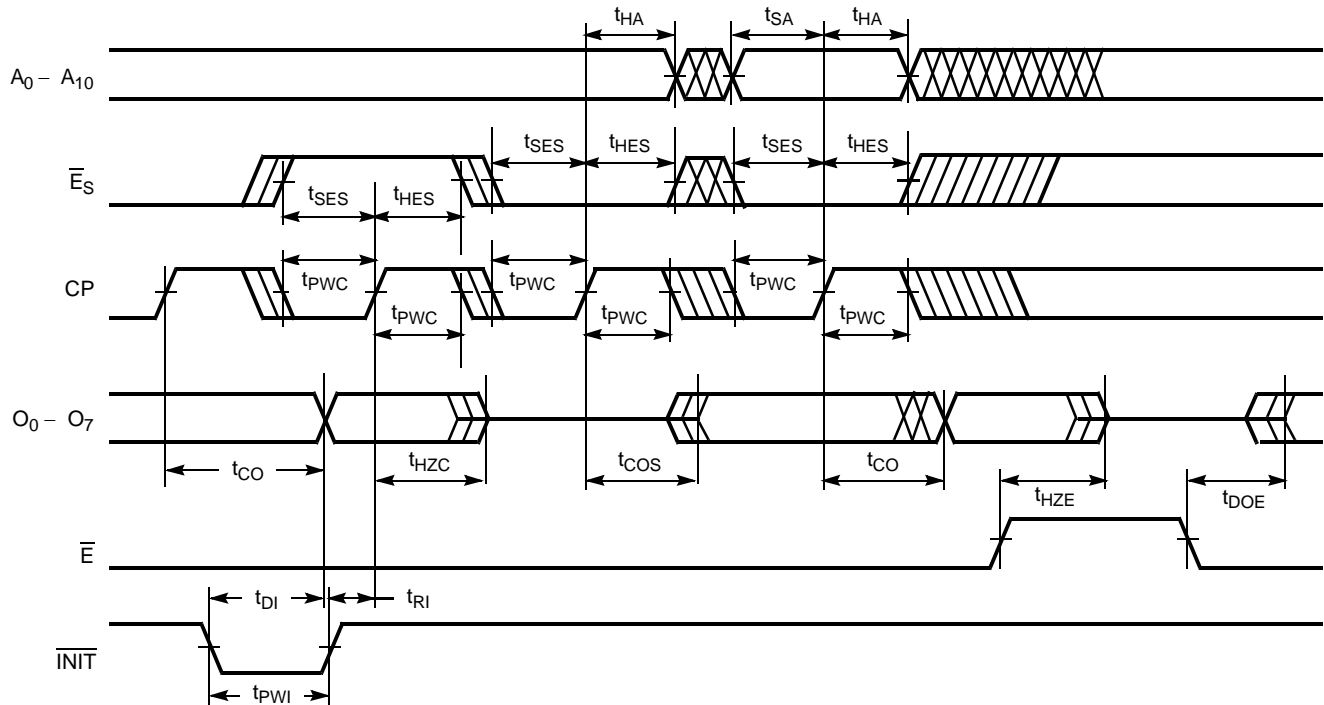 tHA tSA tHA
A0 – A10
tSES tHES tSES tHES
ES
tSES tHES
tPWC tPWC tPWC
CP
tPWC tPWC tPWC
O0 – O7
tCO tHZC tCOS tCO
tHZE tDOE
E
tDI tRI
INIT
tPWI